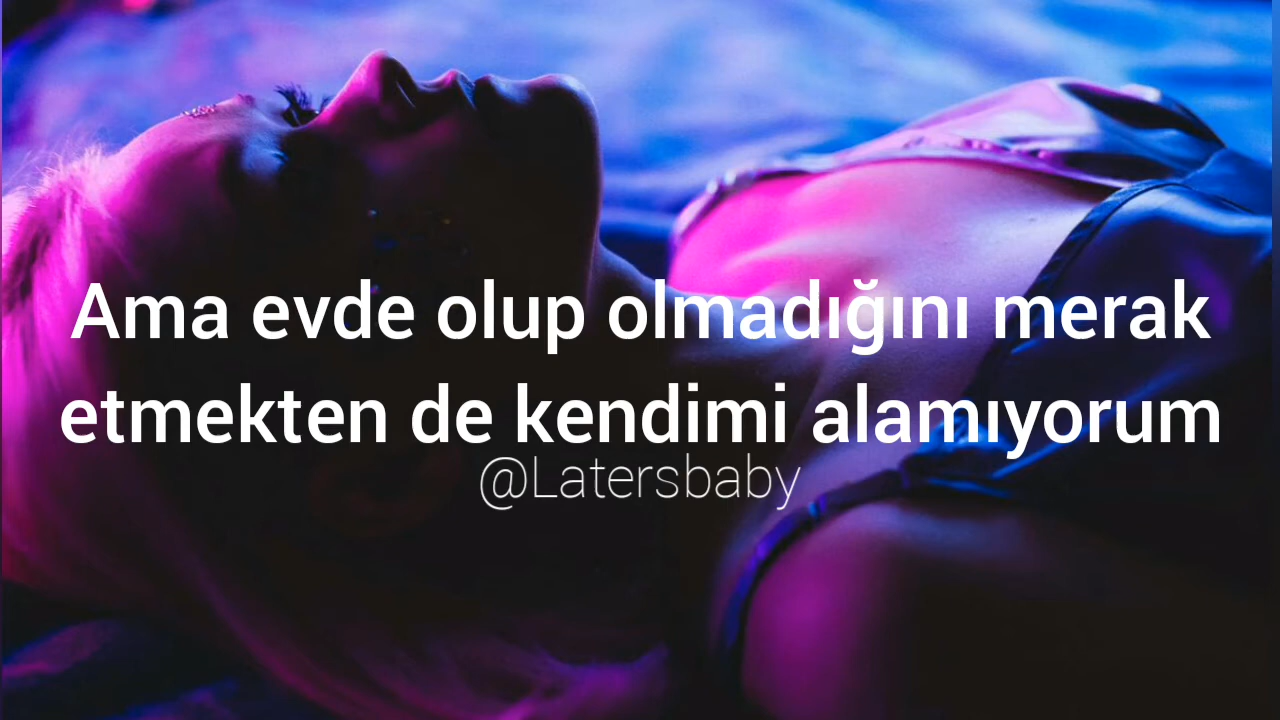 Ama evde olup olmadığını merak
etmekten de kendimi alamıyorum
@Latersbaby